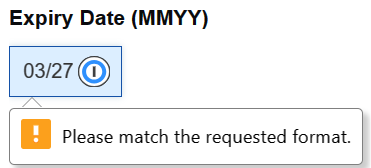 Expiry Date (MMYY)
03/27
Please match the requested format.